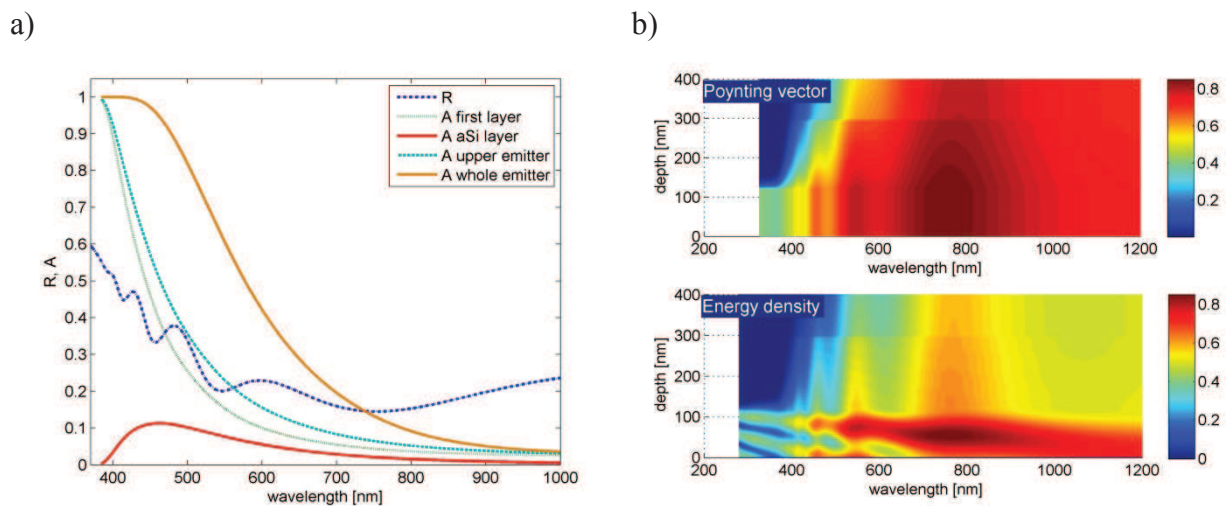 a)
b)
1
0.9
0.8
0.7
0.6
0.5
0.4
0.3
0.2
0.1
0
R, A
400 500 600 700 800 900 1000
wavelength [nm]
R
A first layer
A aSi layer
A upper emitter
A whole emitter
Poynting vector
400
300
200
100
0
depth [nm]
200 400 600 800 1000 1200
wavelength [nm]
0.8
0.6
0.4
0.2
Energy density
400
300
200
100
0
depth [nm]
200 400 600 800 1000 1200
wavelength [nm]
0.8
0.6
0.4
0.2
0